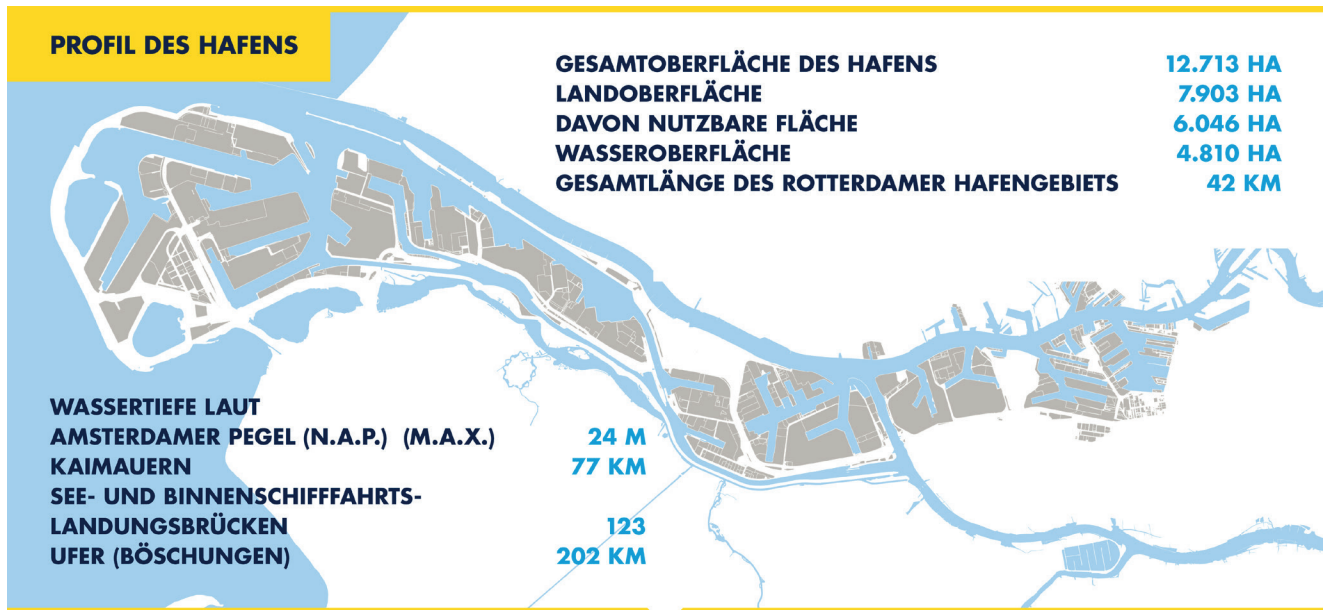 PROFIL DES HAFENS
GESAMTOBERFLÄCHE DES HAFENS 12.713 HA
LANDOBERFLÄCHE 7.903 HA
DAVON NUTZBARE FLÄCHE 6.046 HA
WASSEROBERFLÄCHE 4.810 HA
GESAMTLÄNGE DES ROTTERDAMER HAFENGEBIETS 42 KM
WASSERTIEFE LAUT
AMSTERDAMER PEGEL (N.A.P.) (M.A.X.) 24 M
KAIMAUERN 77 KM
SEE- UND BINNENSCHIFFFAHRTS-
LANDUNGSBRÜCKEN 123
UFER (BÖSCHUNGEN) 202 KM